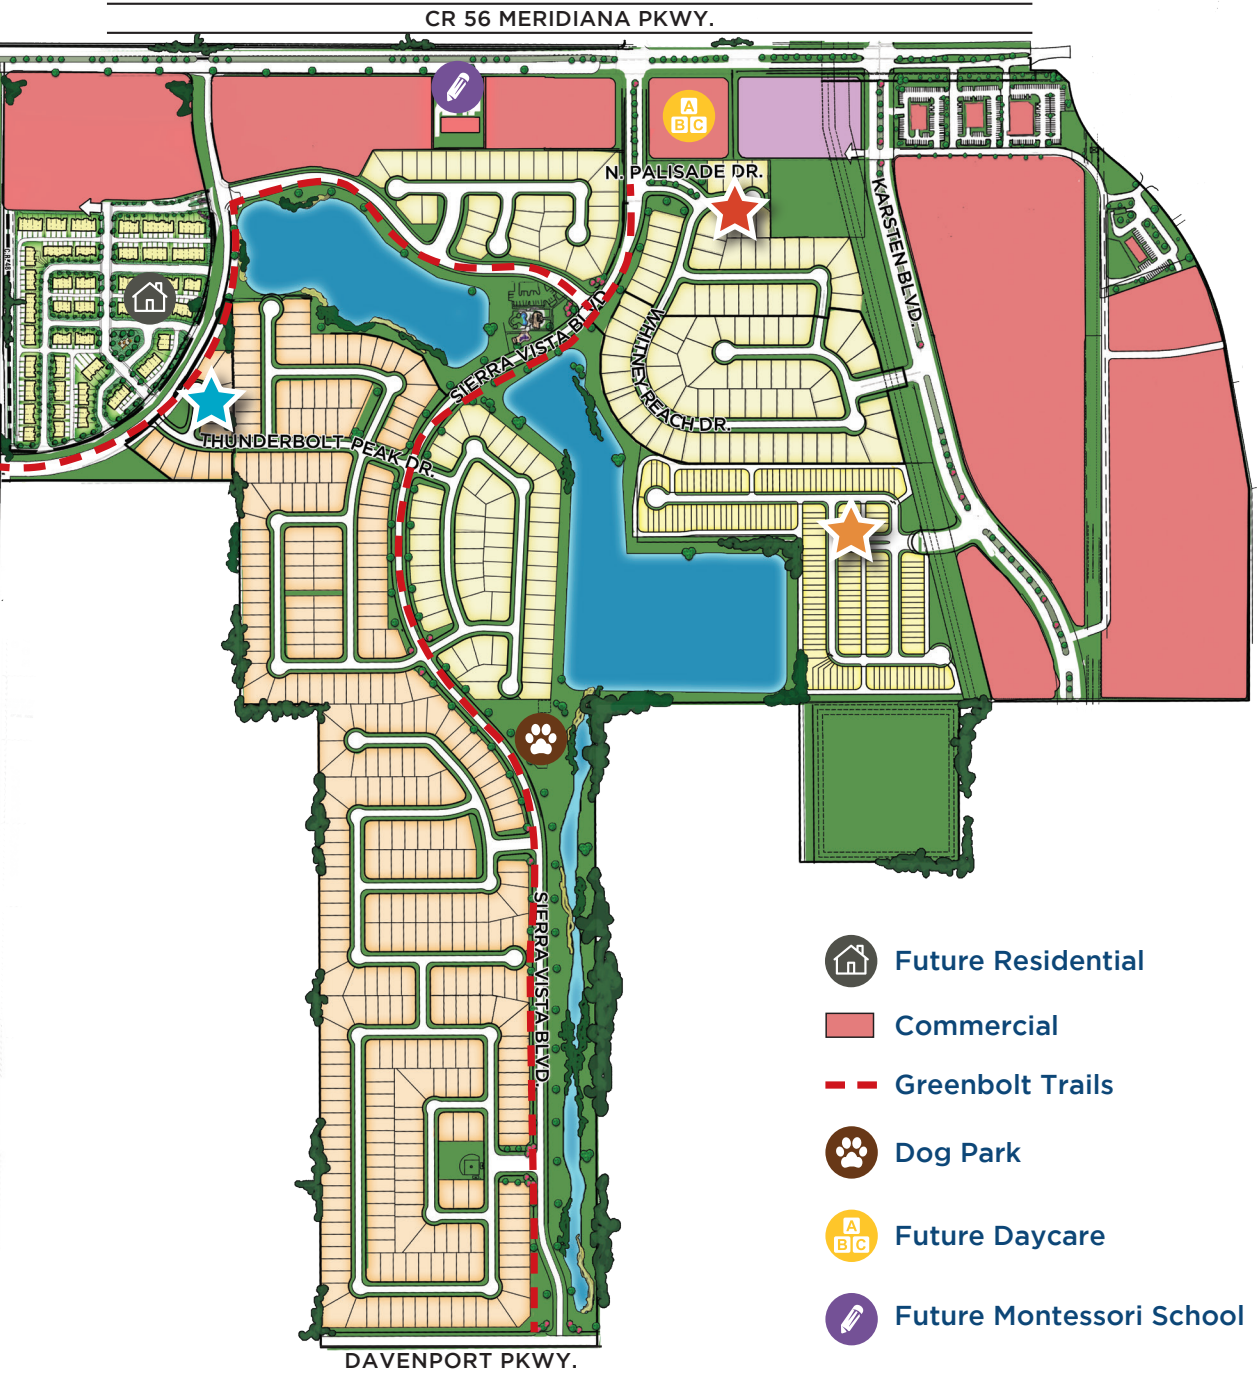 CR 56 MERIDIANA PKWY.
A
B C
N. PALISADE DR.
KARSTEN BLVD.
C.R. 48
WHITNEY REACH DR.
SIERRA VISTA BLVD.
THUNDERBOLT PEAK DR.
SIERRA VISTA BLVD.
Future Residential
Commercial
Greenbolt Trails
Dog Park
A
B C
Future Daycare
Future Montessori School
DAVENPORT PKWY.